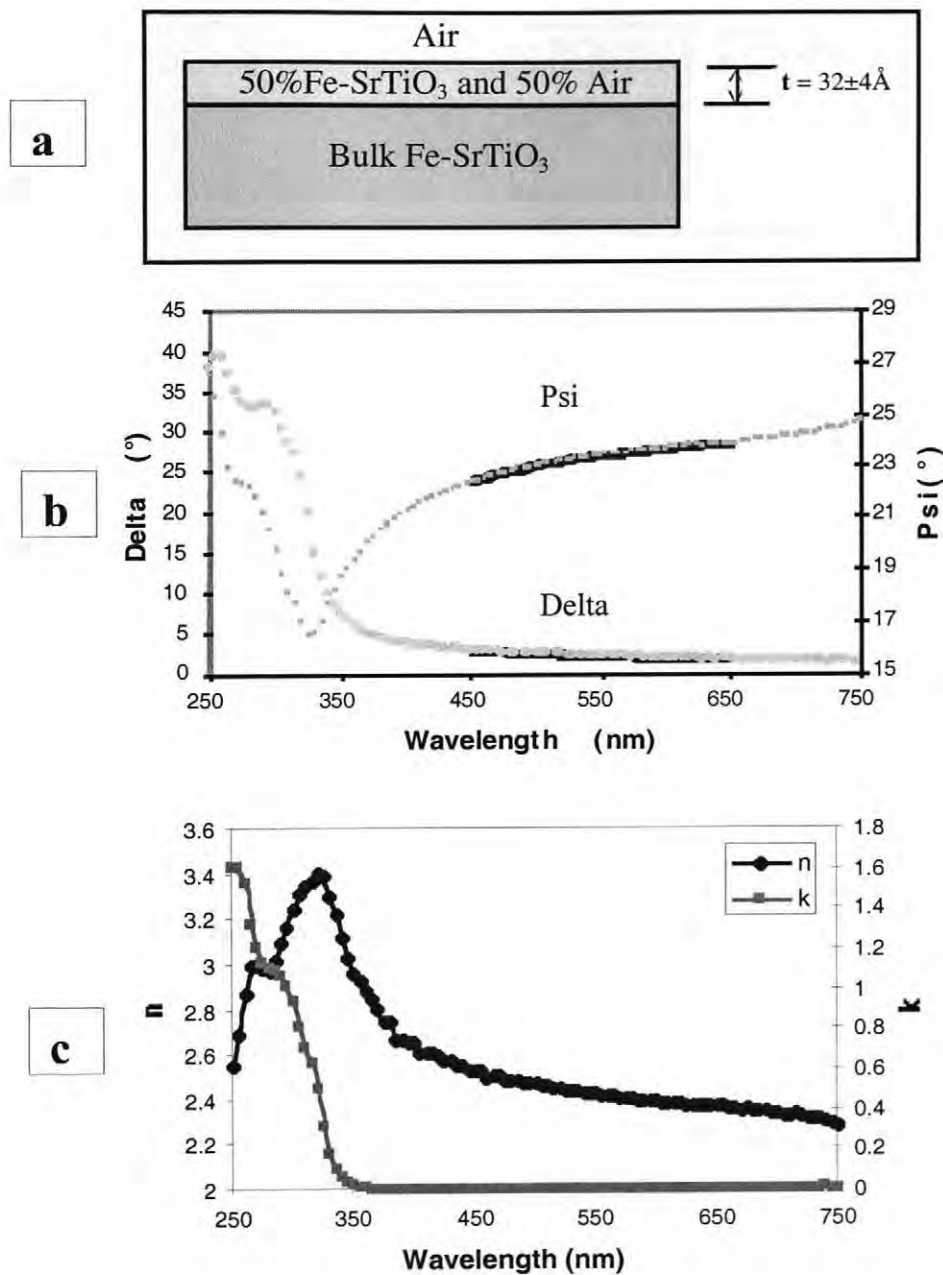 a
Air
50%Fe-SrTiO₃ and 50% Air
t = 32±4Å
Bulk Fe-SrTiO₃
b
45
40
35
30
25
20
15
10
5
0
Delta (°)
29
27
25
23
21
19
17
15
Psi(°)
Psi
Delta
250
350
450
550
650
750
Wavelength (nm)
c
3.6
3.4
3.2
3
2.8
2.6
2.4
2.2
2
n
1.8
1.6
1.4
1.2
1
0.8
0.6
0.4
0.2
0
k
n
k
250
350
450
550
650
750
Wavelength (nm)